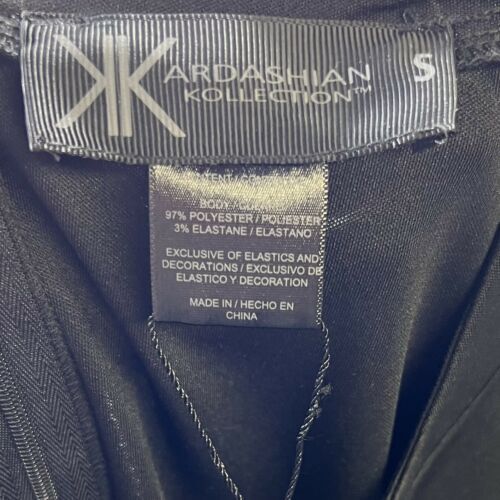 KARDASHIAN
KOLLECTION™
S
BODY /
97% POLYESTER / POLIESTER
3% ELASTANE / ELASTANO
EXCLUSIVE OF ELASTICS AND
DECORATIONS / EXCLUSIVO DE
ELASTICO Y DECORATION
MADE IN / HECHO EN
CHINA